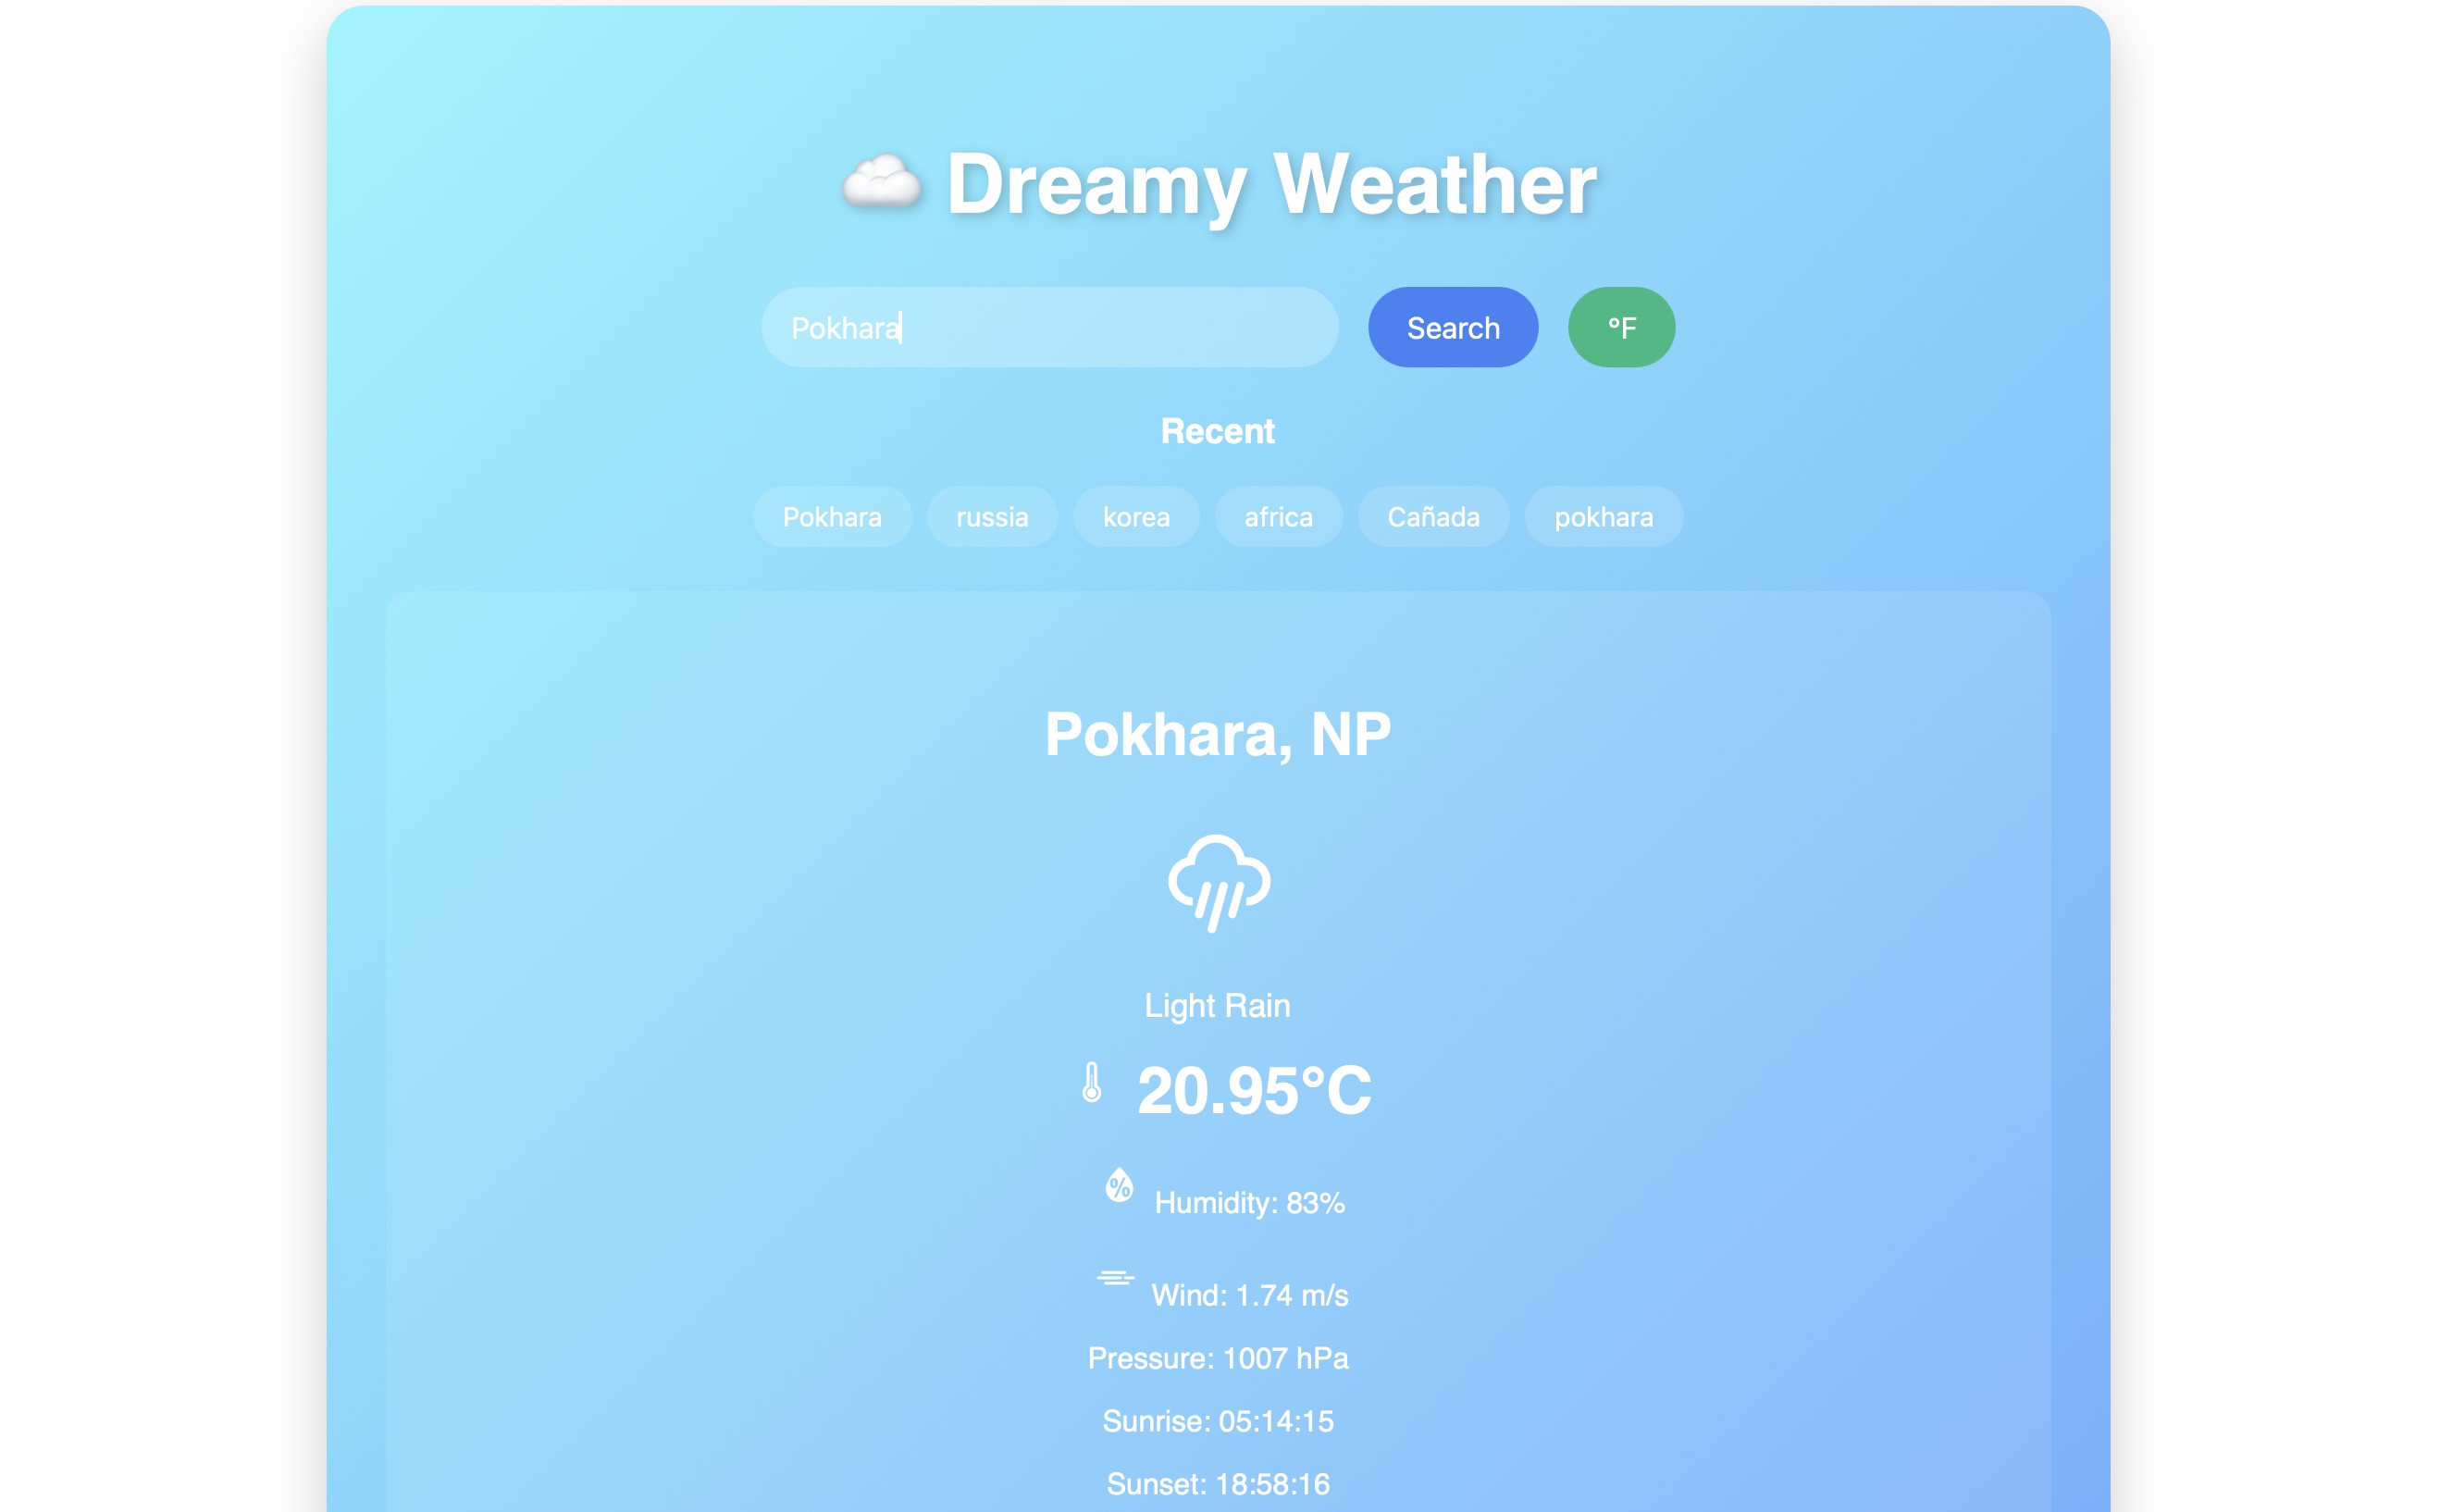 Dreamy Weather
Pokhara
Search
°F
Recent
Pokhara
russia
korea
africa
Cañada
pokhara
Pokhara, NP
Light Rain
20.95°C
% Humidity: 83%
Wind: 1.74 m/s
Pressure: 1007 hPa
Sunrise: 05:14:15
Sunset: 18:58:16